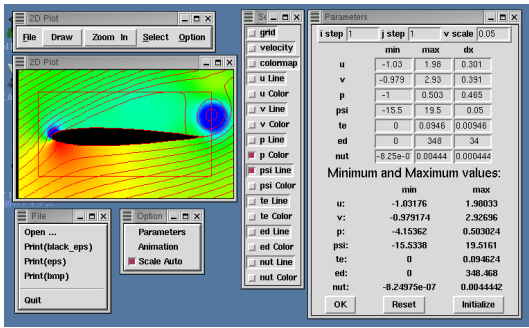 2D Plot
File Draw Zoom In Select Option
2D Plot
File
Open ...
Print(black_eps)
Print(eps)
Print(bmp)
Quit
Option
Parameters
Animation
Scale Auto
grid
velocity
colormap
u Line
u Color
v Line
v Color
p Line
p Color
psi Line
psi Color
te Line
te Color
ed Line
ed Color
nut Line
nut Color
Parameters
i step 1 j step 1 v scale 0.05
min max dx
u -1.03 1.98 0.301
v -0.979 2.93 0.391
p -1 0.503 0.465
psi -15.5 19.5 0.05
te 0 0.0946 0.00946
ed 0 348 34
nut -8.25e-0 0.00444 0.000444
Minimum and Maximum values:
min max
u: -1.03176 1.98033
v: -0.979174 2.92696
p: -4.15362 0.503024
psi: -15.5338 19.5161
te: 0 0.094624
ed: 0 348.468
nut: -8.24975e-07 0.0044442
OK Reset Initialize